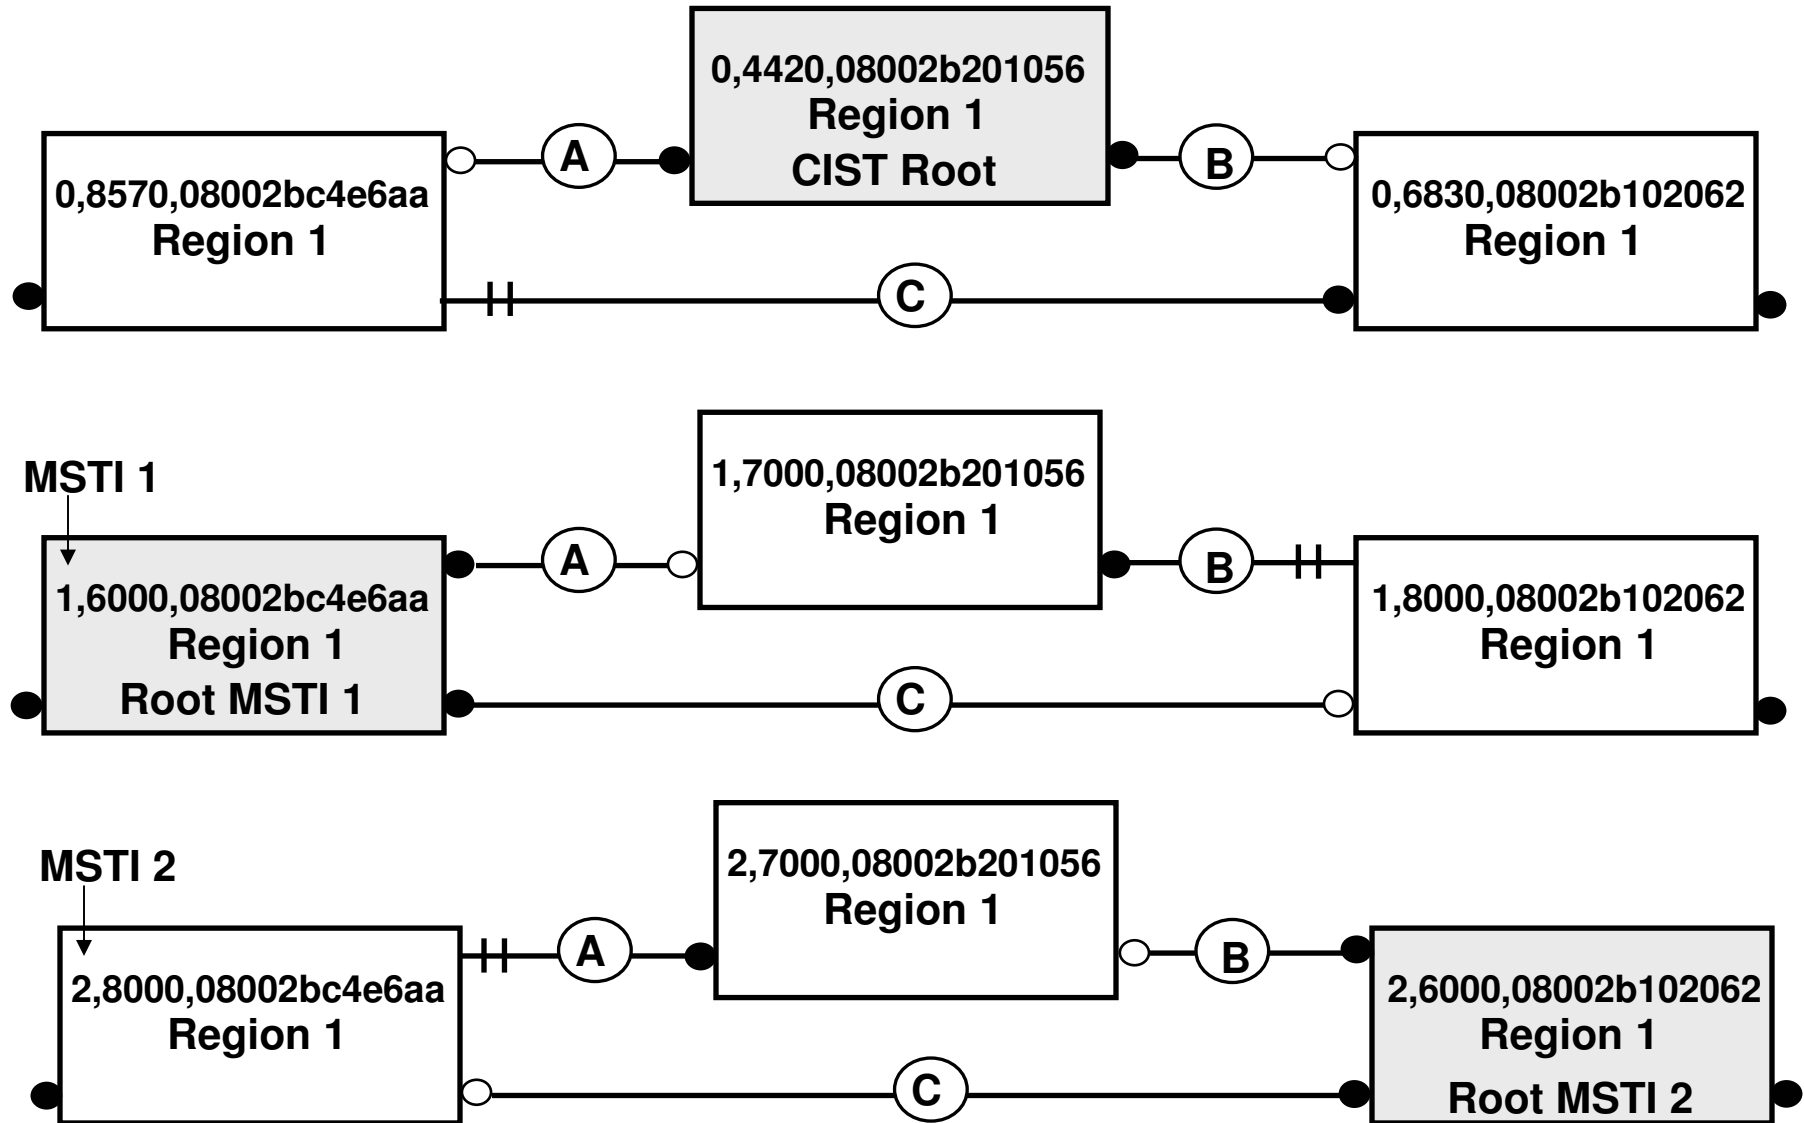 0,4420,08002b201056
Region 1
CIST Root
A
B
0,8570,08002bc4e6aa
Region 1
0,6830,08002b102062
Region 1
C
MSTI 1
1,7000,08002b201056
Region 1
A
B
1,6000,08002bc4e6aa
Region 1
Root MSTI 1
1,8000,08002b102062
Region 1
C
MSTI 2
2,7000,08002b201056
Region 1
A
B
2,8000,08002bc4e6aa
Region 1
2,6000,08002b102062
Region 1
Root MSTI 2
C